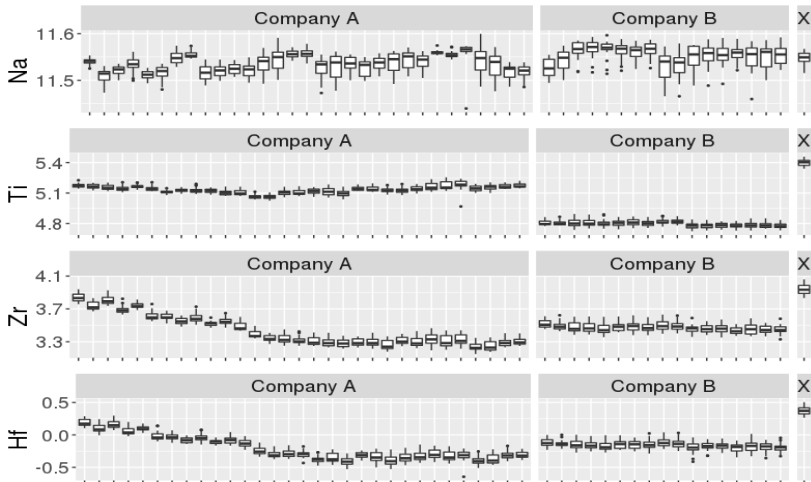 Company A Company B X
Na
11.6
11.5
Company A Company B X
Ti
5.4
5.1
4.8
Company A Company B X
Zr
4.1
3.7
3.3
Company A Company B X
Hf
0.5
0.0
-0.5